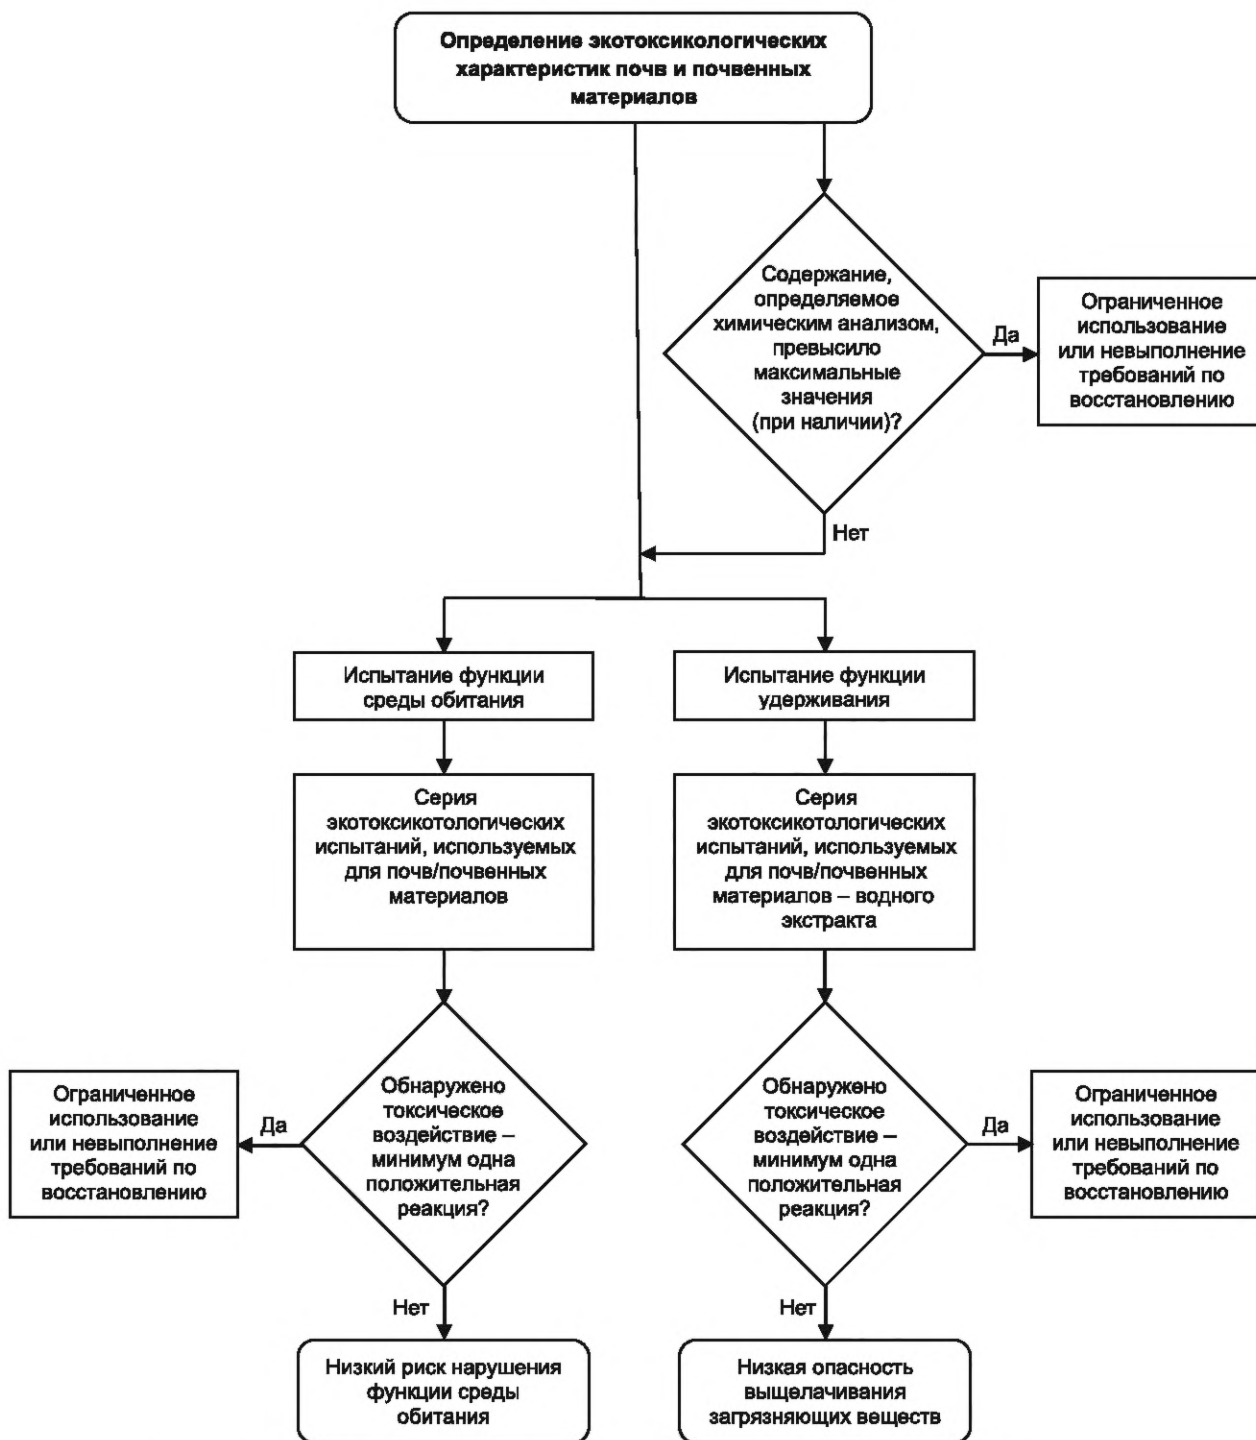 Определение экотоксикологических
характеристик почв и почвенных
материалов
Содержание,
определяемое
химическим анализом,
превысило
максимальные
значения
(при наличии)?
Да
Ограниченное
использование
или невыполнение
требований по
восстановлению
Нет
Испытание функции
среды обитания
Испытание функции
удерживания
Серия
экотоксикотологических
испытаний, используемых
для почв/почвенных
материалов
Серия
экотоксикотологических
испытаний, используемых
для почв/почвенных
материалов – водного
экстракта
Ограниченное
использование
или невыполнение
требований по
восстановлению
Да
Обнаружено
токсическое
воздействие –
минимум одна
положительная
реакция?
Обнаружено
токсическое
воздействие –
минимум одна
положительная
реакция?
Да
Ограниченное
использование
или невыполнение
требований по
восстановлению
Нет
Нет
Низкий риск нарушения
функции среды
обитания
Низкая опасность
выщелачивания
загрязняющих веществ